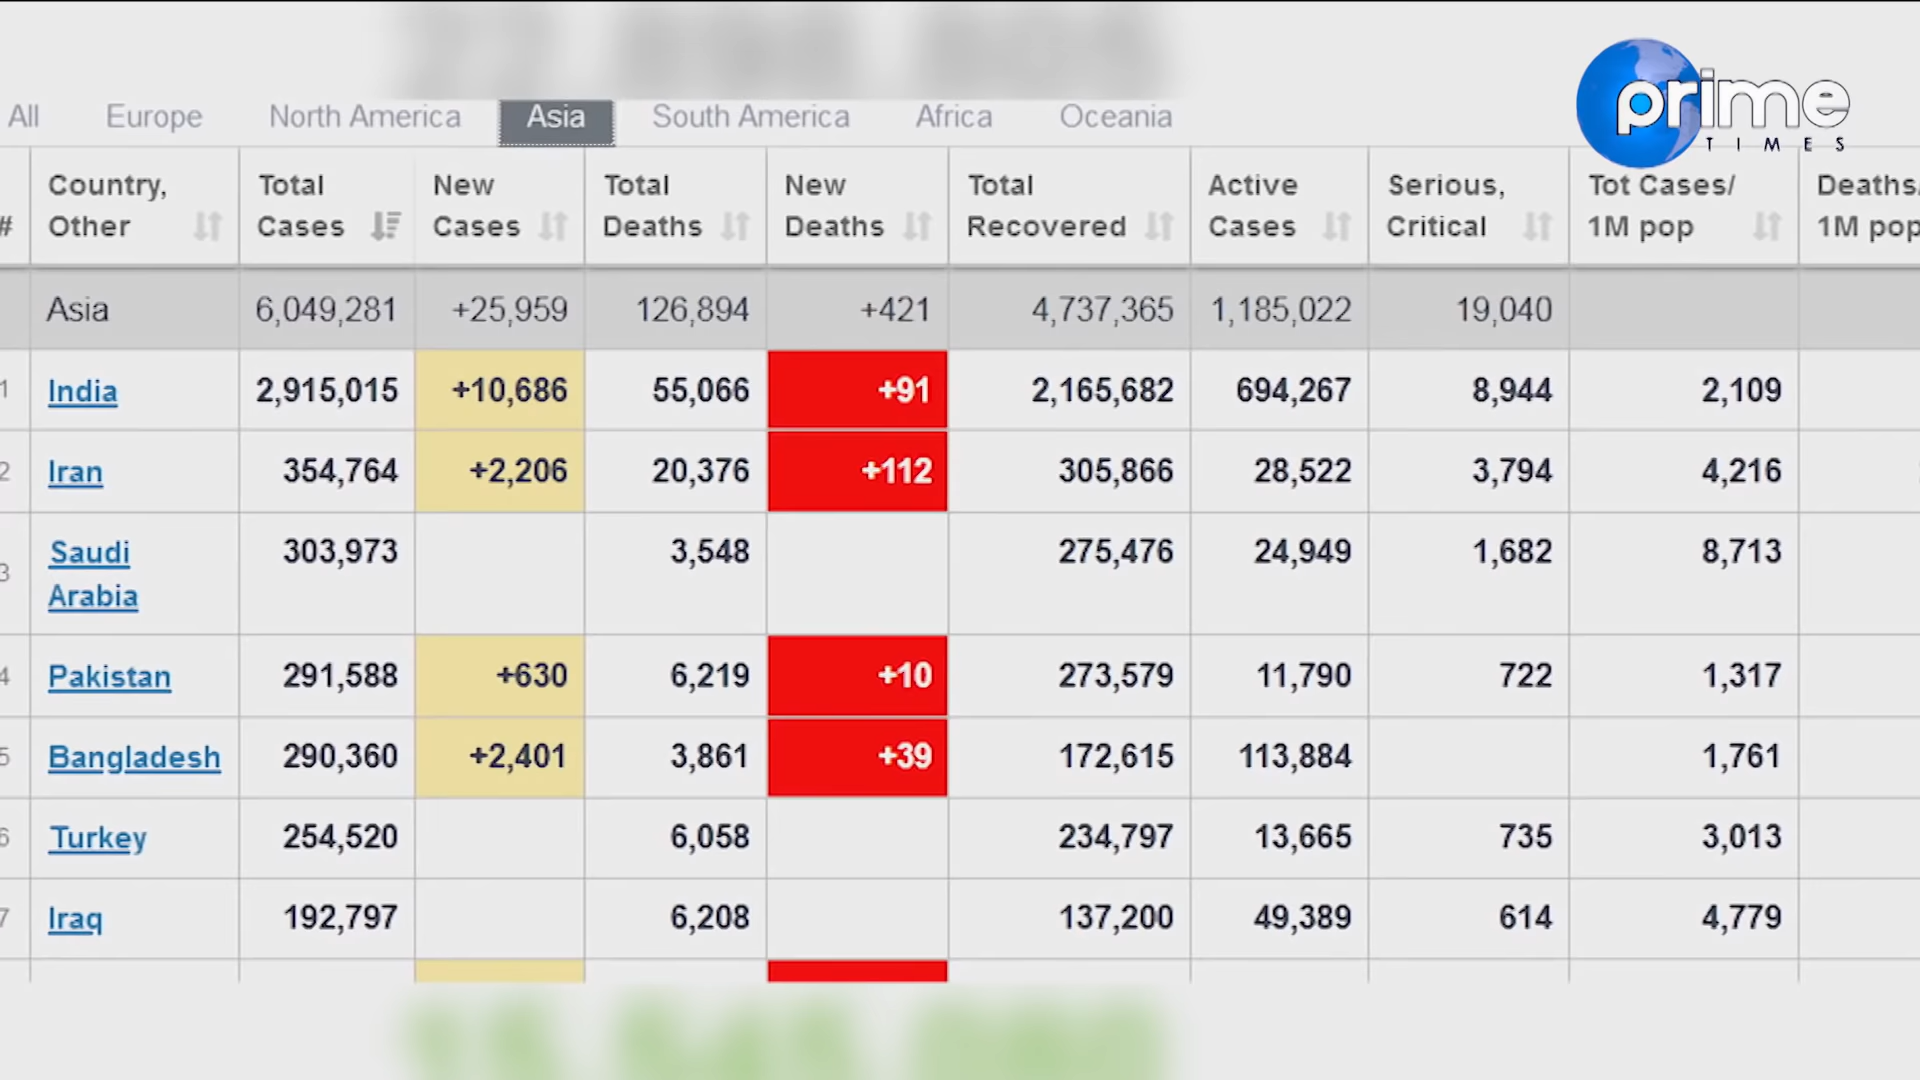 prime
TIMES
All Europe North America Asia South America Africa Oceania
# Country, Other Total Cases New Cases Total Deaths New Deaths Total Recovered Active Cases Serious, Critical Tot Cases/ 1M pop Deaths/ 1M pop
Asia 6,049,281 +25,959 126,894 +421 4,737,365 1,185,022 19,040
1 India 2,915,015 +10,686 55,066 +91 2,165,682 694,267 8,944 2,109
2 Iran 354,764 +2,206 20,376 +112 305,866 28,522 3,794 4,216
3 Saudi Arabia 303,973 3,548 275,476 24,949 1,682 8,713
4 Pakistan 291,588 +630 6,219 +10 273,579 11,790 722 1,317
5 Bangladesh 290,360 +2,401 3,861 +39 172,615 113,884 1,761
6 Turkey 254,520 6,058 234,797 13,665 735 3,013
7 Iraq 192,797 6,208 137,200 49,389 614 4,779